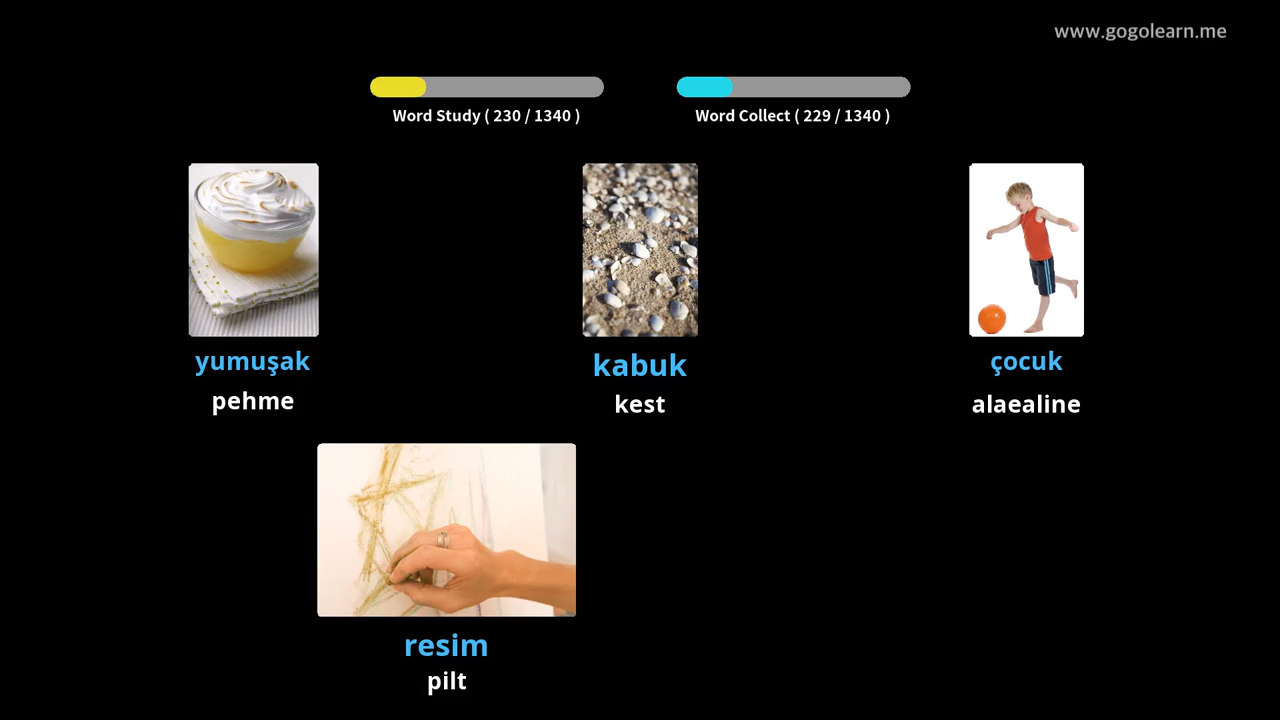 www.gogolearn.me
Word Study ( 230 / 1340 )
Word Collect ( 229 / 1340 )
yumuşak
pehme
kabuk
kest
çocuk
alaealine
resim
pilt